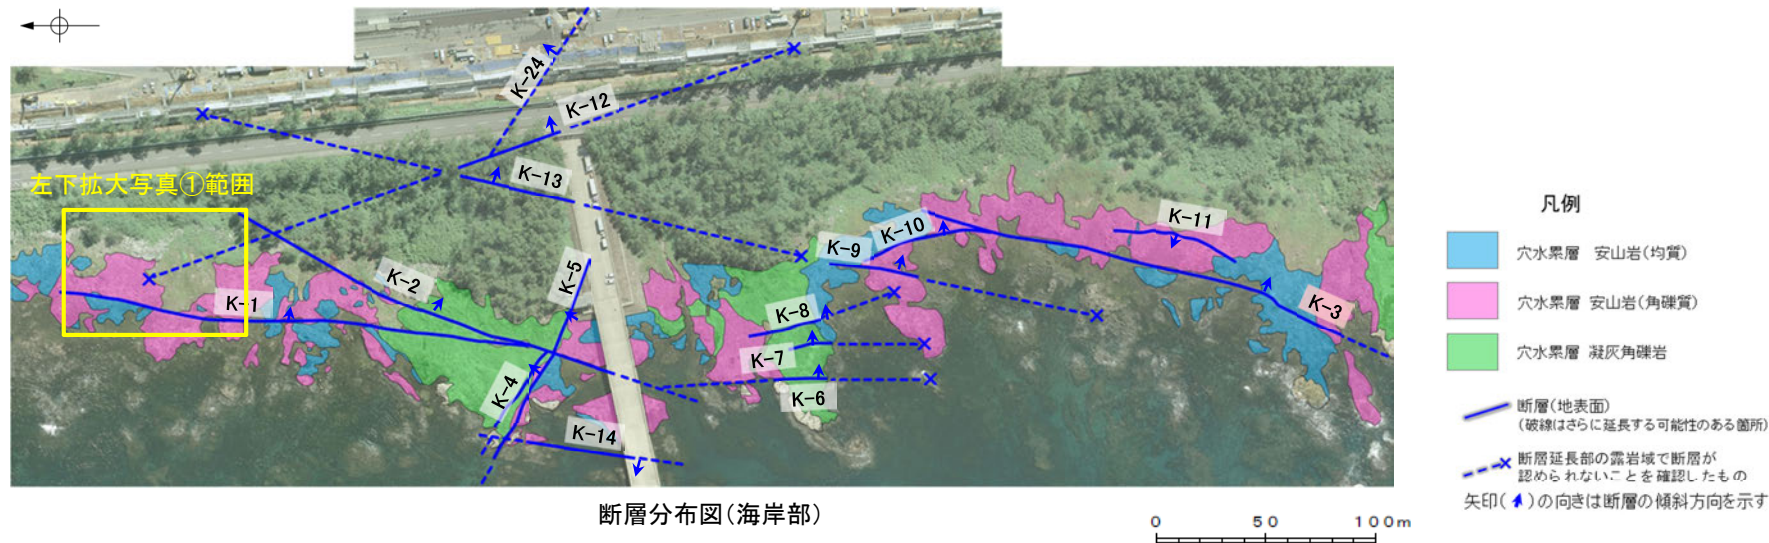 K-24
K-12
K-13
左下拡大写真①範囲
K-11
K-10
K-9
K-5
K-2
K-1
K-3
K-8
K-7
K-4
K-6
K-14
断層分布図(海岸部)
0 50 100m
凡例
穴水累層 安山岩(均質)
穴水累層 安山岩(角礫質)
穴水累層 凝灰角礫岩
断層(地表面)
(破線はさらに延長する可能性のある箇所)
断層延長部の露岩域で断層が
認められないことを確認したもの
矢印( )の向きは断層の傾斜方向を示す